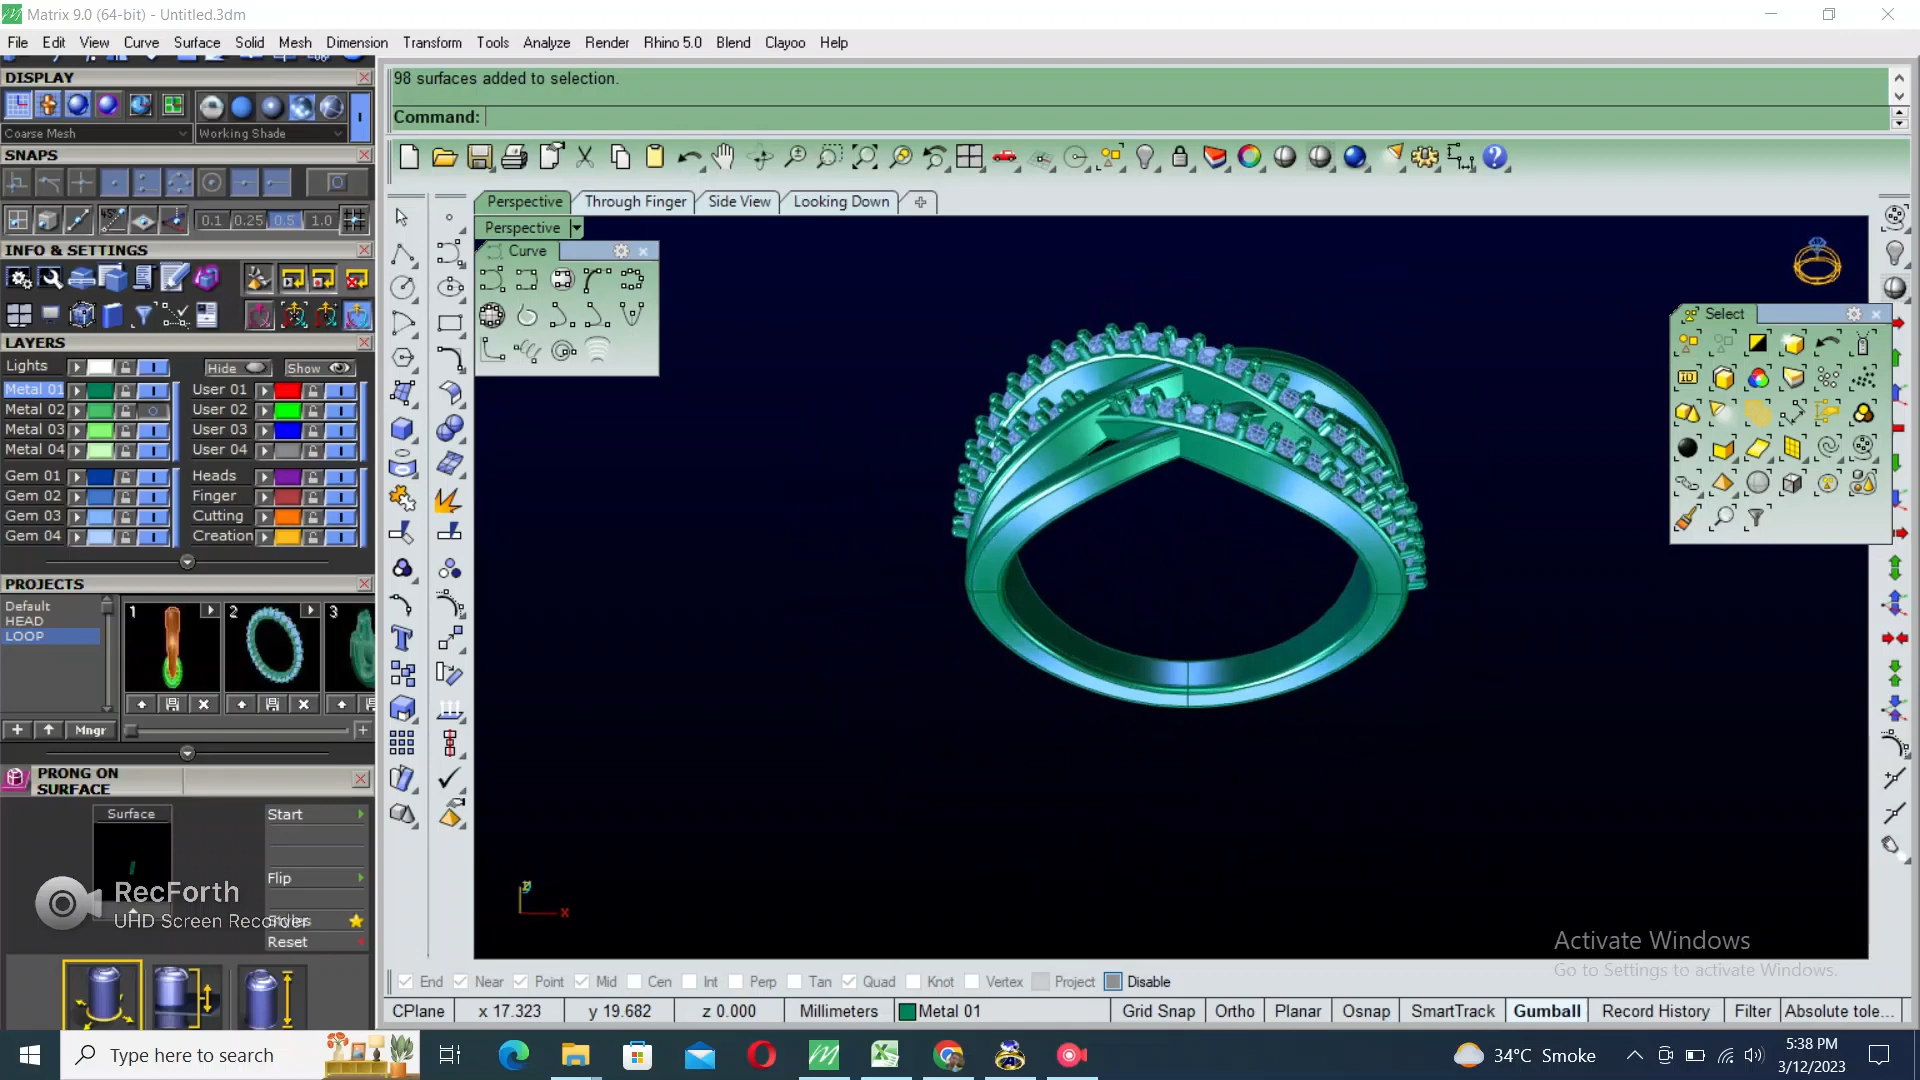 Matrix 9.0 (64-bit) - Untitled.3dm
File Edit View Curve Surface Solid Mesh Dimension Transform Tools Analyze Render Rhino 5.0 Blend Clayoo Help
DISPLAY
98 surfaces added to selection.
Command:
Coarse Mesh Working Shade
SNAPS
0.1 0.25 0.5 1.0
Perspective Through Finger Side View Looking Down
Perspective
Curve
INFO & SETTINGS
LAYERS
Lights Hide Show
Metal 01 User 01
Metal 02 User 02
Metal 03 User 03
Metal 04 User 04
Gem 01 Heads
Gem 02 Finger
Gem 03 Cutting
Gem 04 Creation
Select
PROJECTS
Default
HEAD
LOOP
1 2 3
Mngr
PRONG ON
SURFACE
Surface
Start
Flip
Reset
RecForth
UHD Screen Recorder
z x
Activate Windows
Go to Settings to activate Windows.
End Near Point Mid Cen Int Perp Tan Quad Knot Vertex Project Disable
CPlane x 17.323 y 19.682 z 0.000 Millimeters Metal 01 Grid Snap Ortho Planar Osnap SmartTrack Gumball Record History Filter Absolute tole...
Type here to search
34°C Smoke
5:38 PM
3/12/2023